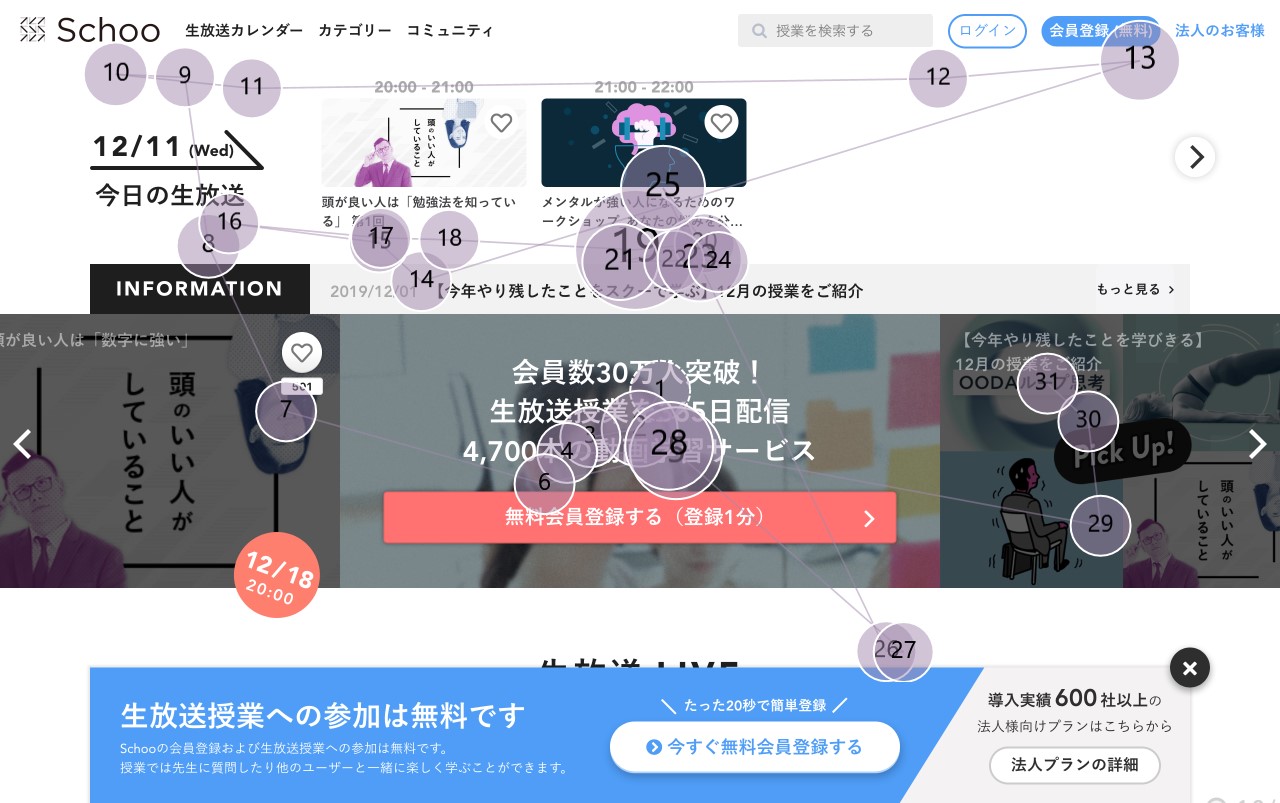 Schoo
生放送カレンダー カテゴリー コミュニティ
授業を検索する
ログイン
会員登録 (無料)
法人のお客様
10
9
11
12
13
20:00 - 21:00
21:00 - 22:00
12/11 (Wed)
今日の生放送
頭のいい人が
していること
頭が良い人は「勉強法を知ってい
る」 第1回
メンタルが強い人になるためのワ
ークショップ
25
16
8
17
18
14
19
21
22
23
24
INFORMATION
2019/12/01
【今年やり残したことをスクーで学ぶ】12月の授業をご紹介
もっと見る
頭が良い人は「数字に強い」
頭のいい人が
していること
501
7
12/18
20:00
会員数30万人突破！
生放送授業を365日配信
4,700本の動画学習サービス
1
3
4
28
6
無料会員登録する（登録1分）
【今年やり残したことを学びきる】
12月の授業をご紹介
OODAループ思考
31
30
Pick Up!
29
頭のいい人が
していること
26
27
生放送 LIVE
生放送授業への参加は無料です
Schooの会員登録および生放送授業への参加は無料です。
授業では先生に質問したり他のユーザーと一緒に楽しく学ぶことができます。
＼ たった20秒で簡単登録 ／
今すぐ無料会員登録する
導入実績 600 社以上の
法人様向けプランはこちらから
法人プランの詳細